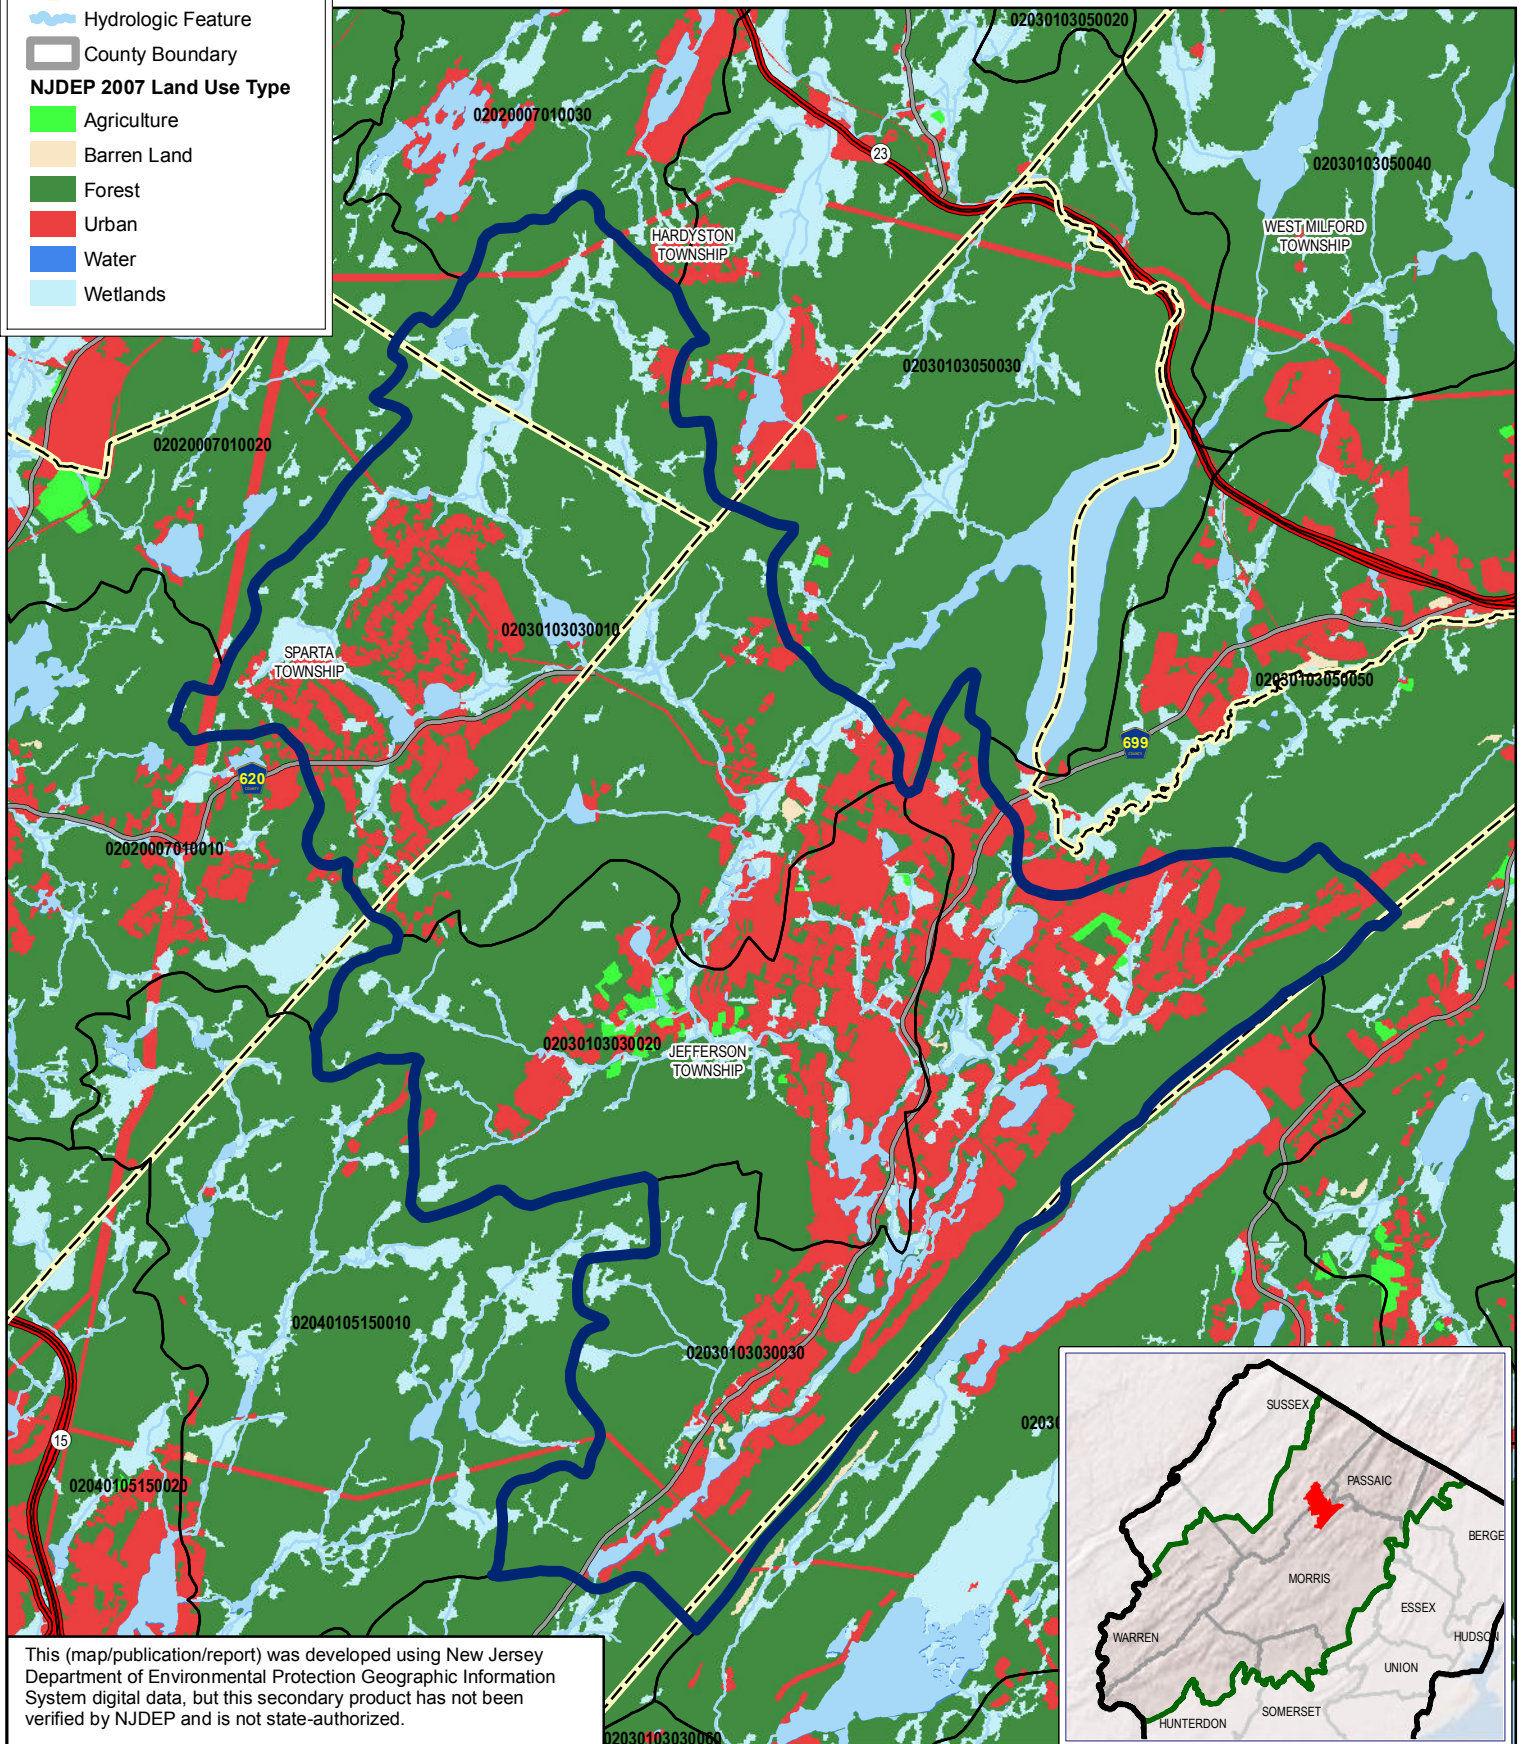 Hydrologic Feature
County Boundary
NJDEP 2007 Land Use Type
Agriculture
Barren Land
Forest
Urban
Water
Wetlands
02030103050020
02020007010030
23
02030103050040
HARDYSTON
TOWNSHIP
WEST MILFORD
TOWNSHIP
02030103050030
02020007010020
02030103030010
SPARTA
TOWNSHIP
02030103050050
699
COUNTY
620
COUNTY
02020007010010
02030103030020
JEFFERSON
TOWNSHIP
02040105150010
02030103030030
02030
15
02040105150020
02030103030060
SUSSEX
PASSAIC
BERGE
MORRIS
ESSEX
HUDSON
WARREN
UNION
SOMERSET
HUNTERDON
This (map/publication/report) was developed using New Jersey
Department of Environmental Protection Geographic Information
System digital data, but this secondary product has not been
verified by NJDEP and is not state-authorized.